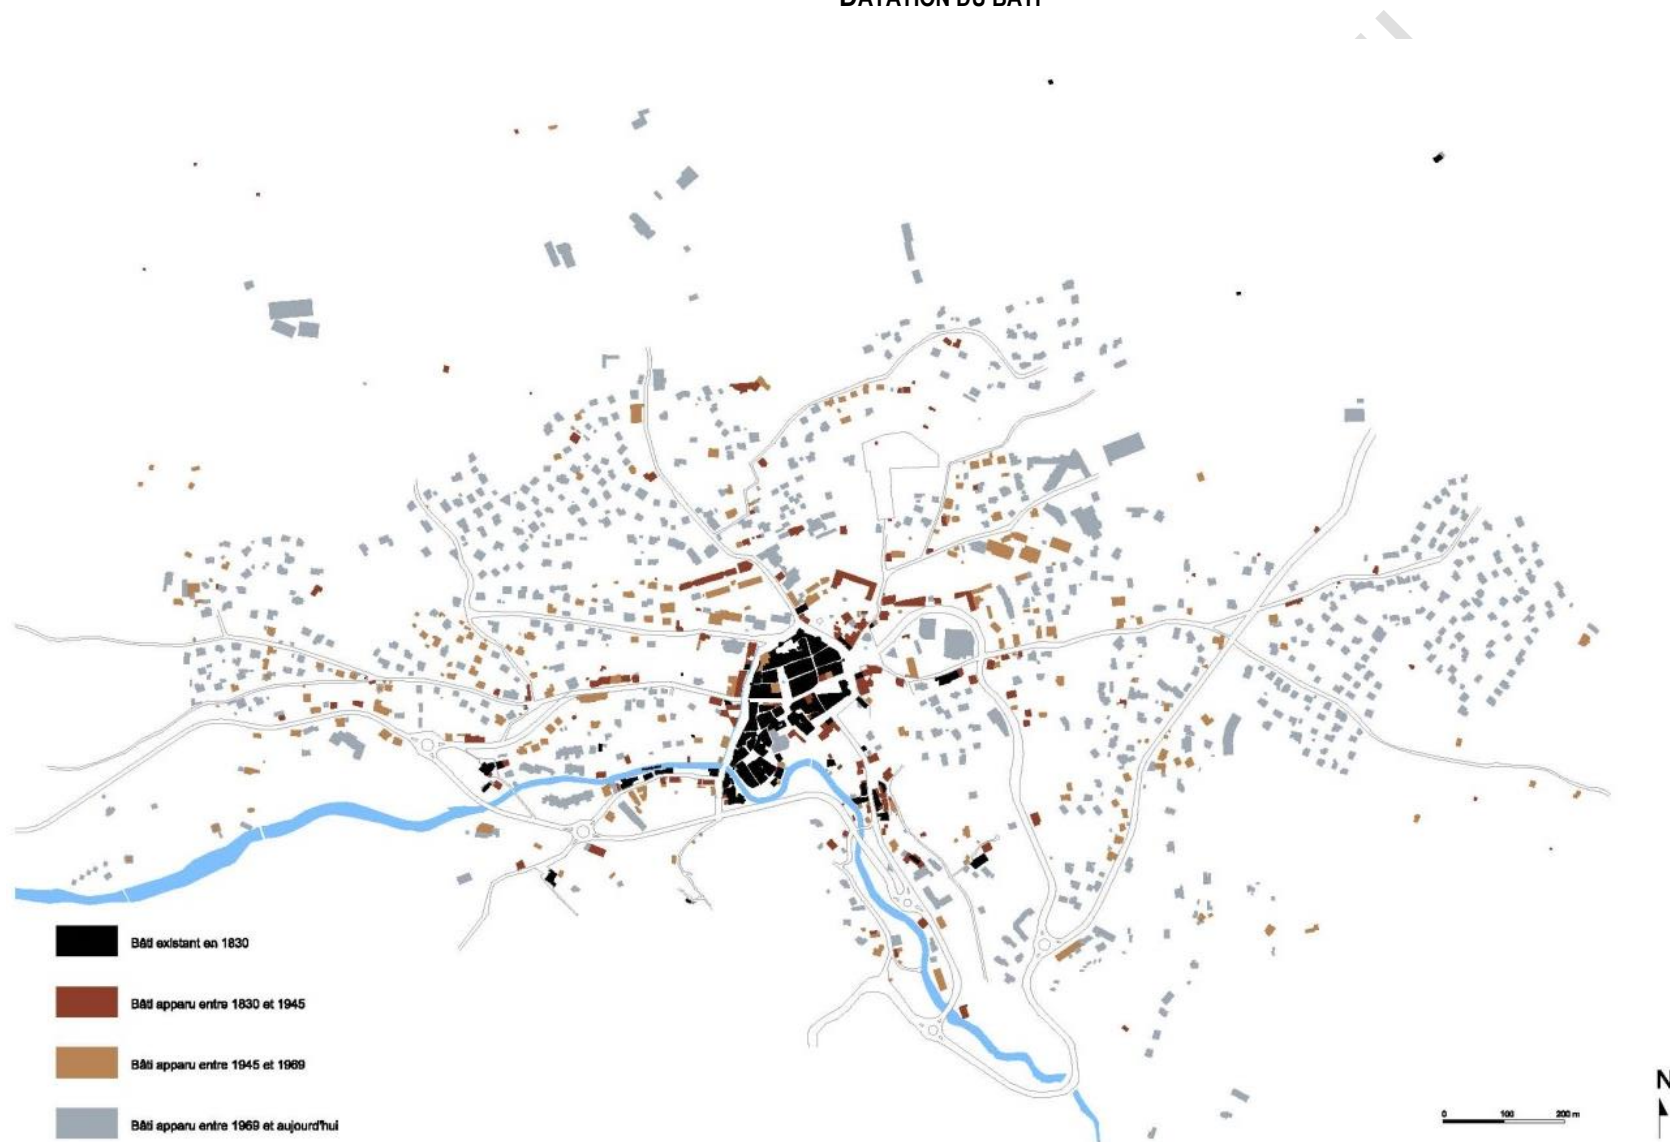 DATATION DU BATI
Bâti existant en 1830
Bâti apparu entre 1830 et 1945
Bâti apparu entre 1945 et 1969
Bâti apparu entre 1969 et aujourd'hui
N
0 100 200 m